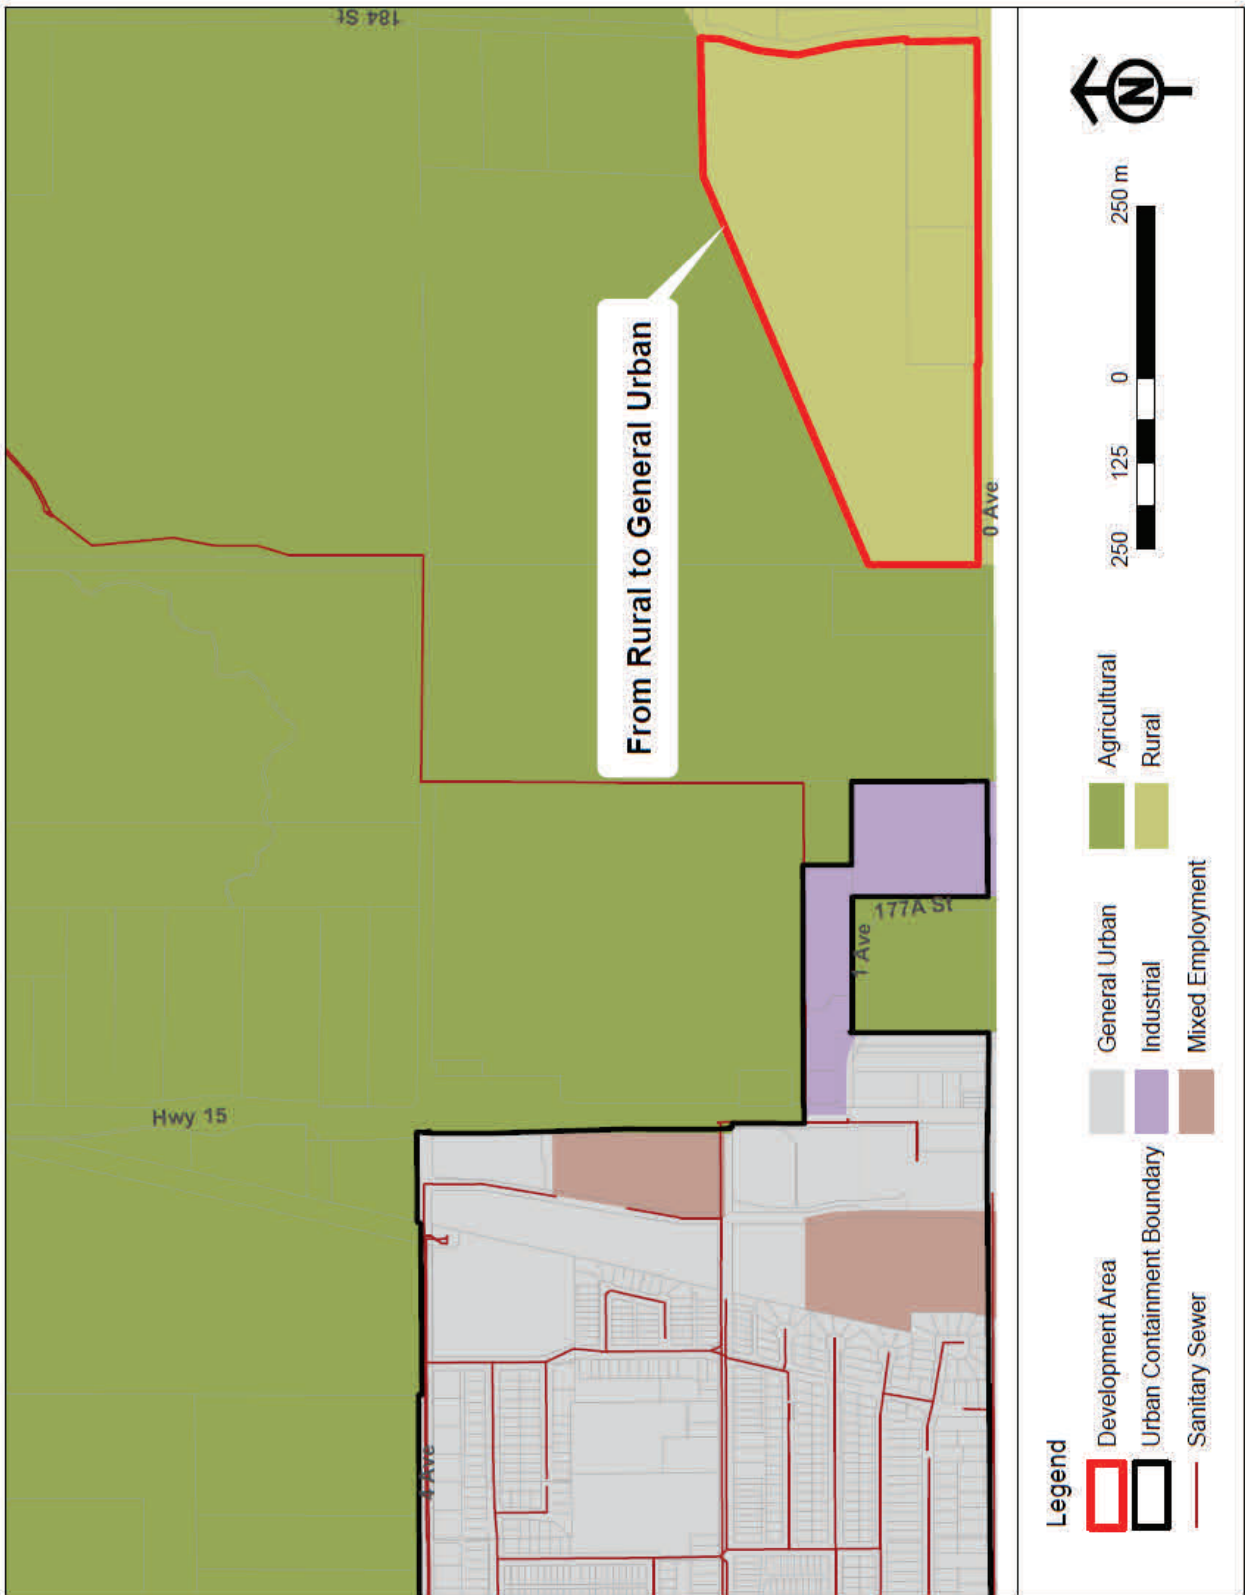 184 St
Hwy 15
From Rural to General Urban
0 Ave
177A St
1 Ave
4 Ave
Legend
Development Area
Urban Containment Boundary
Sanitary Sewer
General Urban
Industrial
Mixed Employment
Agricultural
Rural
250 125 0 250 m
N